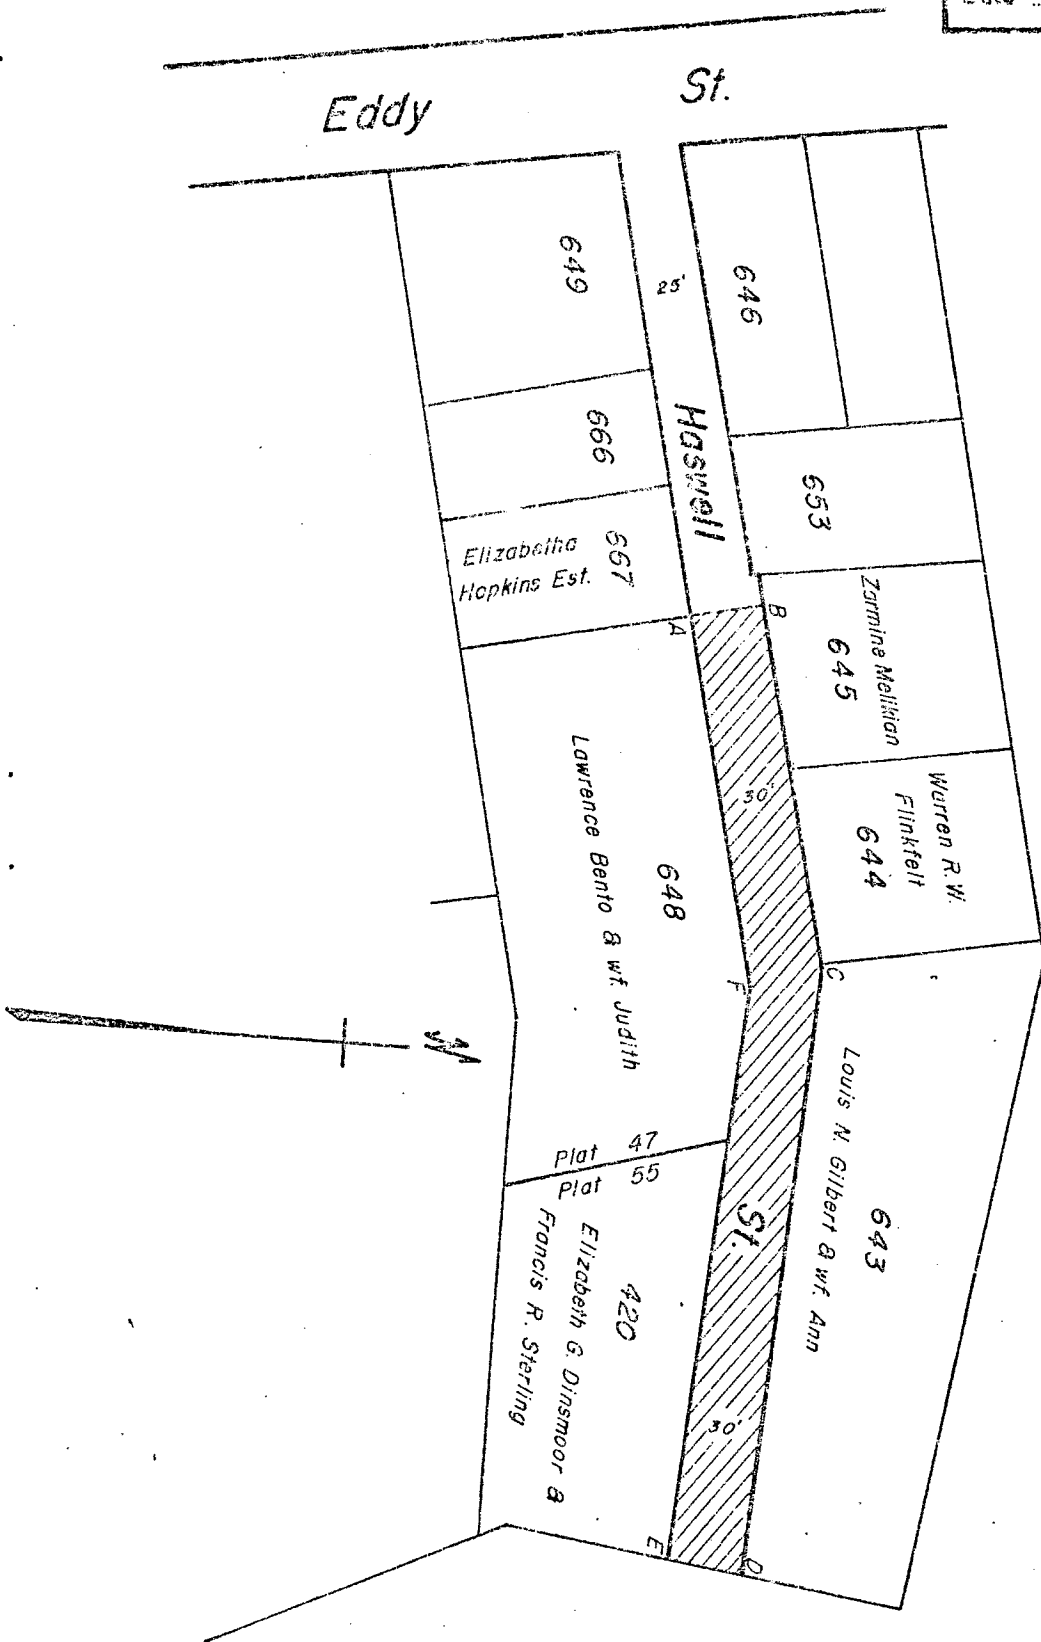 Eddy St.
649
25'
646
Haswell St.
666
653
667
Elizabetha
Hopkins Est.
A
B
Zarmine Melikian
645
30'
Warren R.W.
Flinkfelt
644
648
Lawrence Bento & wf. Judith
F
C
N
Plat 47
Plat 55
Louis N. Gilbert & wf. Ann
643
420
Elizabeth G. Dinsmoor &
Francis R. Sterling
30'
E
D